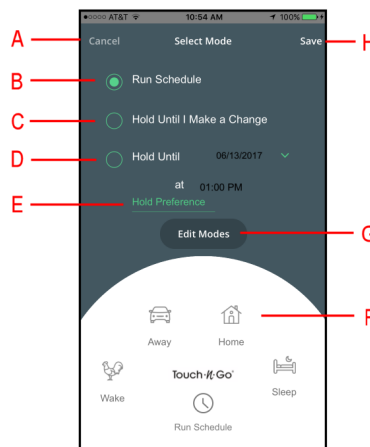 ●○○○○ AT&T 10:54 AM 100%
A Cancel Select Mode Save H
B Run Schedule
C Hold Until I Make a Change
D Hold Until 06/13/2017
at 01:00 PM
E Hold Preference
Edit Modes G
F
Away Home
Wake Touch-N-Go® Sleep
Run Schedule